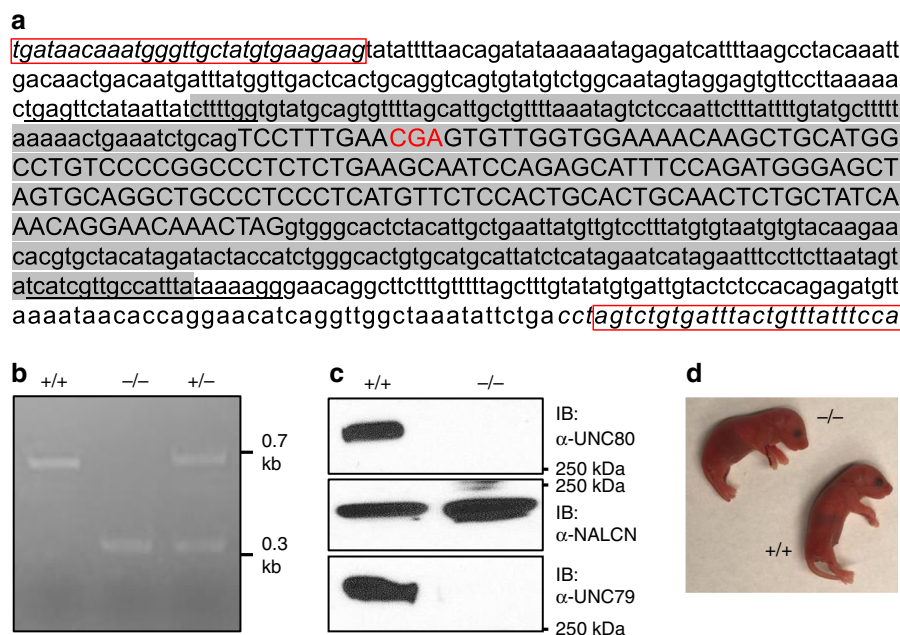 a
tgataacaaatgggttgctatgtgaagaagtatattttaacagatataaaaatagagatcattttaagcctacaaatt
gacaactgacaatgatttatggttgactcactgcaggtcagtgtatgtctggcaatagtaggagtgttccttaaaaa
ctgagttctataattatcttttggtgtatgcagtgttttagcattgctgttttaaatagtctccaattctttattttgtatgcttttt
aaaaactgaaatctgcagTCCTTTGAACGAGTGTTGGTGGAAAACAAGCTGCATGG
CCTGTCCCCGGCCCTCTCTGAAGCAATCCAGAGCATTTCCAGATGGGAGCT
AGTGCAGGCTGCCCTCCCTCATGTTCTCCACTGCACTGCAACTCTGCTATCA
AACAGGAACAAACTAGgtgggcactctacattgctgaattatgttgtcctttatgtgtaatgtgtacaagaa
cacgtgctacatagatactaccatctgggcactgtgcatgcattatctcatagaatcatagaatttccttcttaatagt
atcatcgttgccatttataaaagggaacaggcttctttgtttttagctttgtatatgtgattgtactctccacagagatgtt
aaaataacaccaggaacatcaggttggctaaatattctgacctagtctgtgatttactgtttatttcca
b
+/+ –/– +/–
0.7
kb
0.3
kb
c
+/+ –/–
IB:
α-UNC80
250 kDa
250 kDa
IB:
α-NALCN
IB:
α-UNC79
250 kDa
d
–/–
+/+